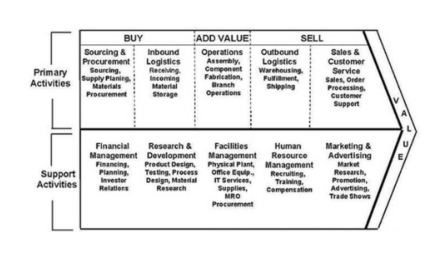 BUY ADD VALUE SELL
Primary
Activities
Sourcing &
Procurement
Sourcing,
Supply Planing,
Materials
Procurement
Inbound
Logistics
Receiving,
Incoming
Material
Storage
Operations
Assembly,
Component
Fabrication,
Branch
Operations
Outbound
Logistics
Warehousing,
Fulfillment,
Shipping
Sales &
Customer
Service
Sales, Order
Processing,
Customer
Support
VALUE
Support
Activities
Financial
Management
Financing,
Planning,
Investor
Relations
Research &
Development
Product Design,
Testing, Process
Design, Material
Research
Facilities
Management
Physical Plant,
Office Equip.,
IT Services,
Supplies,
MRO
Procurement
Human
Resource
Management
Recruiting,
Training,
Compensation
Marketing &
Advertising
Market
Research,
Promotion,
Advertising,
Trade Shows